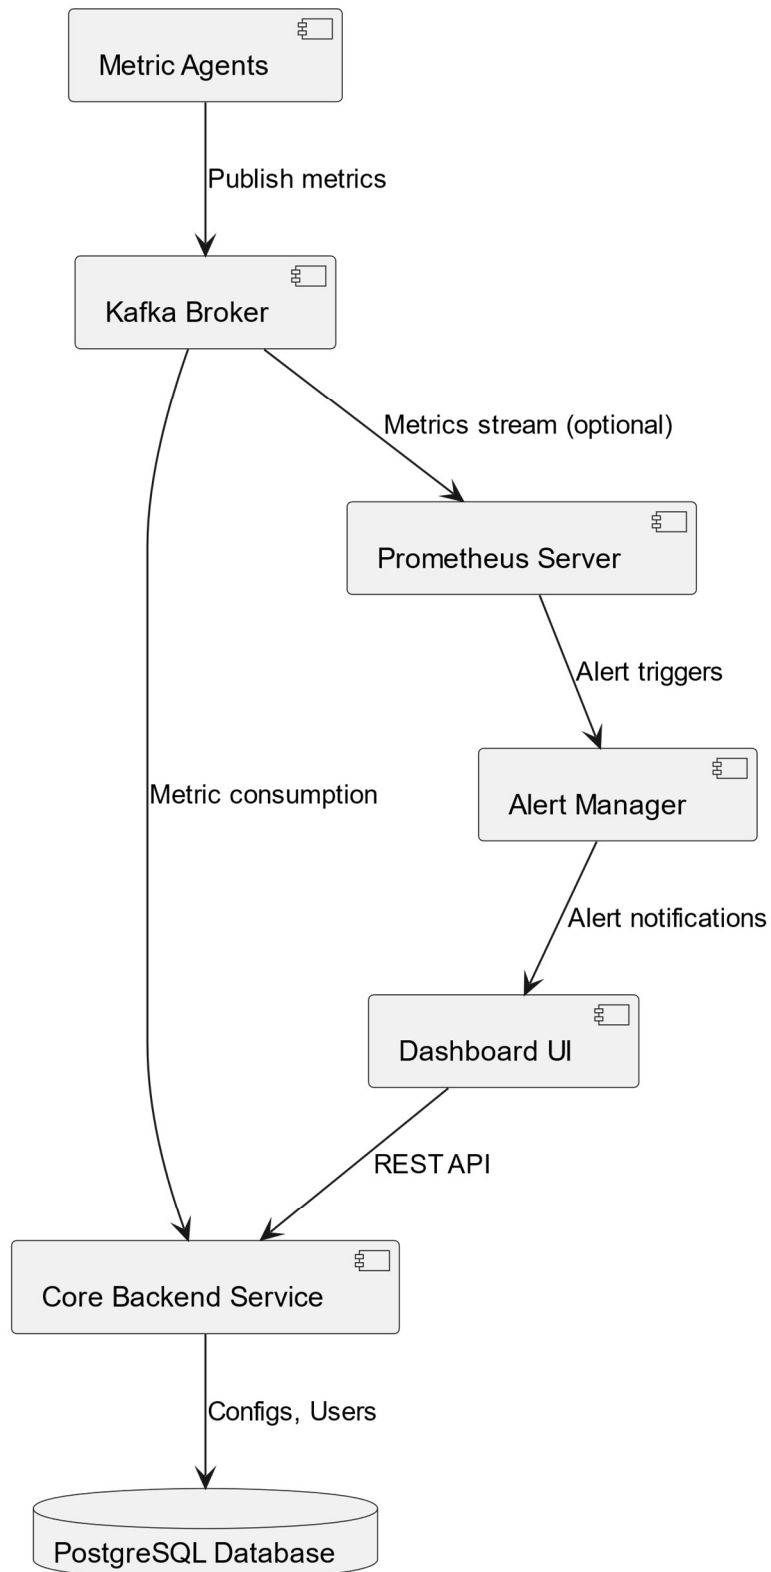 Metric Agents
Publish metrics
Kafka Broker
Metrics stream (optional)
Prometheus Server
Alert triggers
Metric consumption
Alert Manager
Alert notifications
Dashboard UI
REST API
Core Backend Service
Configs, Users
PostgreSQL Database